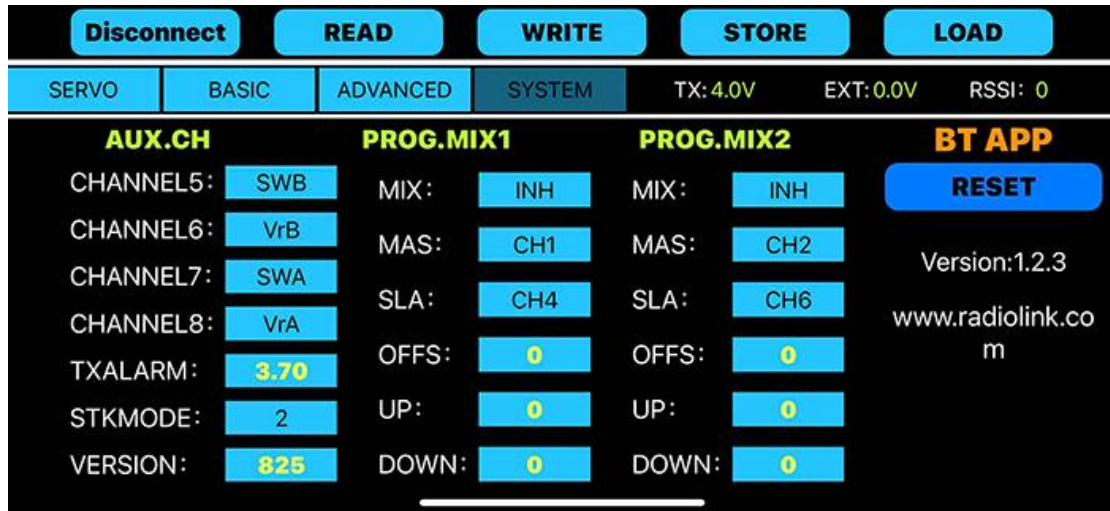 Disconnect READ WRITE STORE LOAD
SERVO BASIC ADVANCED SYSTEM TX:4.0V EXT:0.0V RSSI: 0
AUX.CH PROG.MIX1 PROG.MIX2 BT APP
CHANNEL5: SWB MIX: INH MIX: INH RESET
CHANNEL6: VrB MAS: CH1 MAS: CH2
CHANNEL7: SWA SLA: CH4 SLA: CH6 Version:1.2.3
CHANNEL8: VrA OFFS: 0 OFFS: 0 www.radiolink.co
m
TXALARM: 3.70 UP: 0 UP: 0
STKMODE: 2 DOWN: 0 DOWN: 0
VERSION: 825